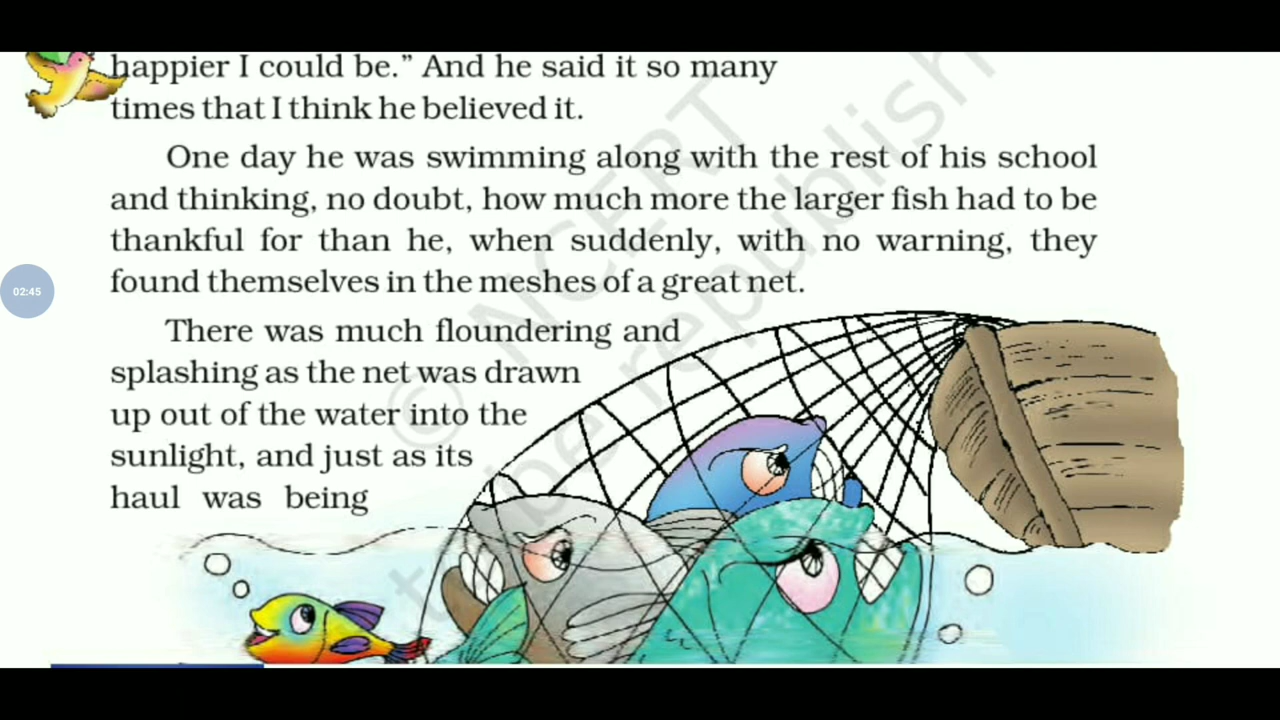 happier I could be.” And he said it so many
times that I think he believed it.
One day he was swimming along with the rest of his school
and thinking, no doubt, how much more the larger fish had to be
thankful for than he, when suddenly, with no warning, they
found themselves in the meshes of a great net.
There was much floundering and
splashing as the net was drawn
up out of the water into the
sunlight, and just as its
haul was being
02:45
© NCERT
t be republish